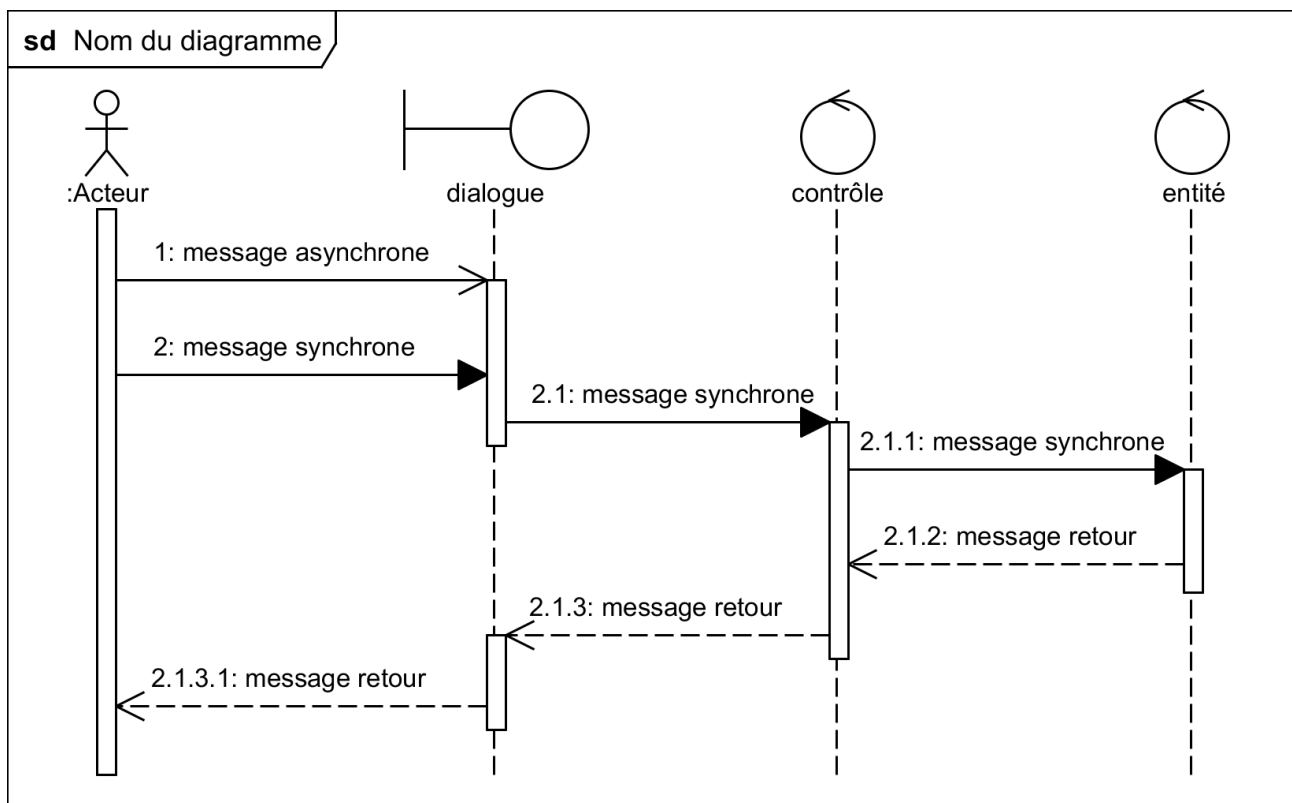 sd Nom du diagramme
:Acteur
dialogue
contrôle
entité
1: message asynchrone
2: message synchrone
2.1: message synchrone
2.1.1: message synchrone
2.1.2: message retour
2.1.3: message retour
2.1.3.1: message retour